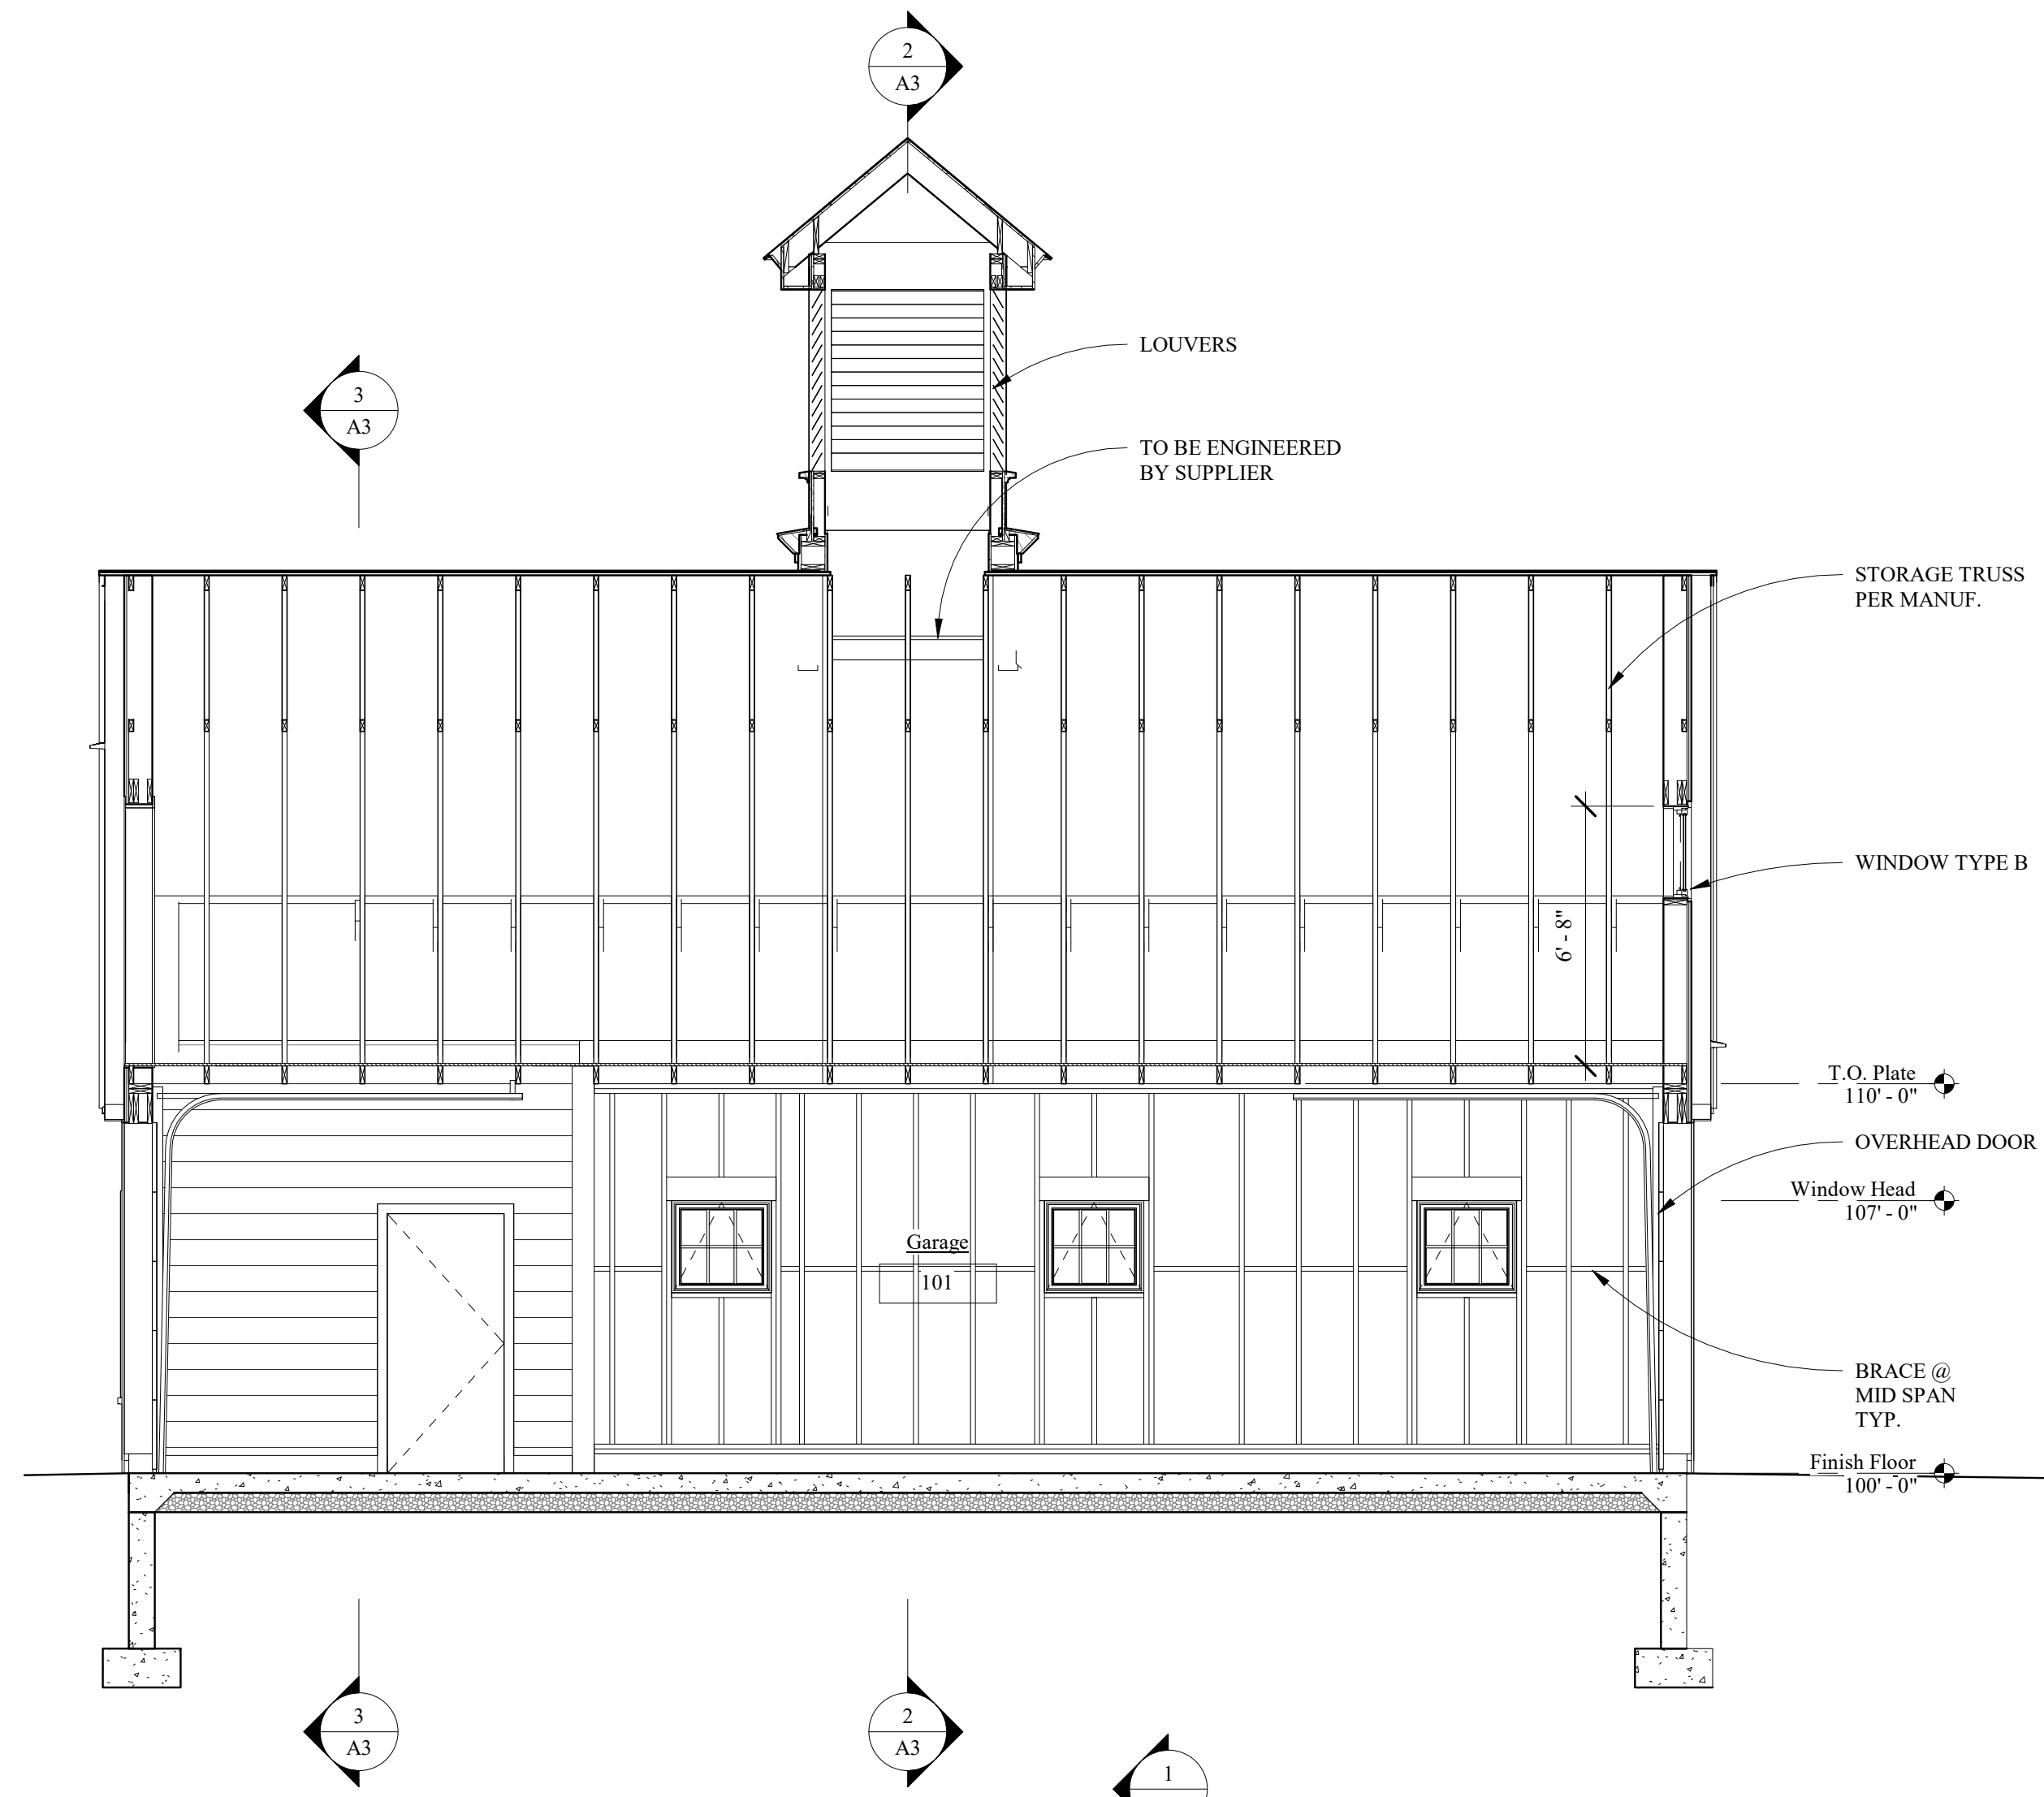 2
A3
LOUVERS
3
A3
TO BE ENGINEERED
BY SUPPLIER
STORAGE TRUSS
PER MANUF.
WINDOW TYPE B
6' - 8"
T.O. Plate
110' - 0"
OVERHEAD DOOR
Window Head
107' - 0"
Garage
101
BRACE @
MID SPAN
TYP.
Finish Floor
100' - 0"
3
A3
2
A3
1